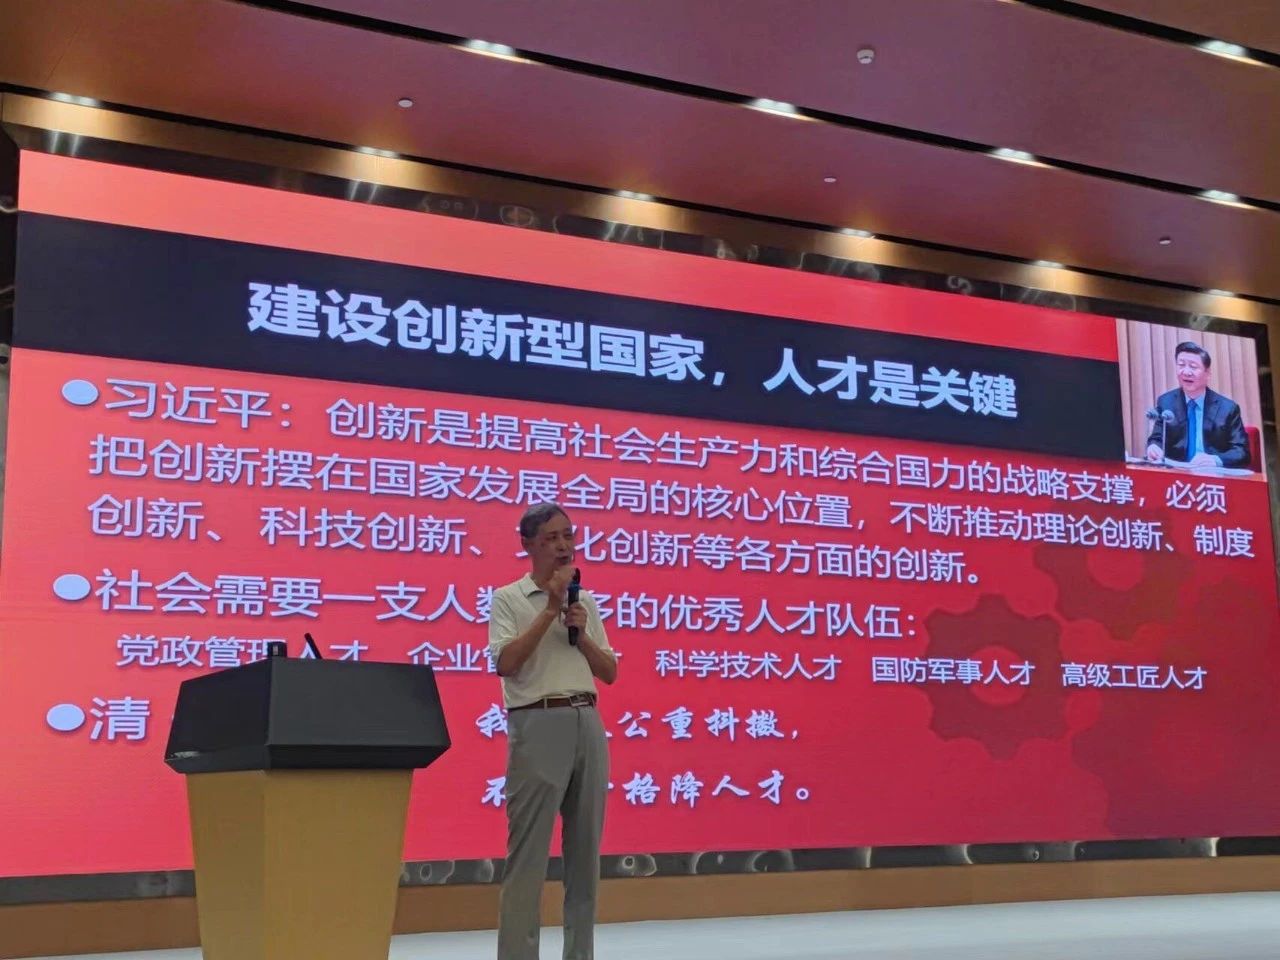 建设创新型国家，人才是关键
●习近平：创新是提高社会生产力和综合国力的战略支撑，必须
把创新摆在国家发展全局的核心位置，不断推动理论创新、制度
创新、科技创新、化创新等各方面的创新。
●社会需要一支人多的优秀人才队伍：
党政管理人才 企业 科学技术人才 国防军事人才 高级工匠人才
●清 我公重抖擞，
不格降人才。